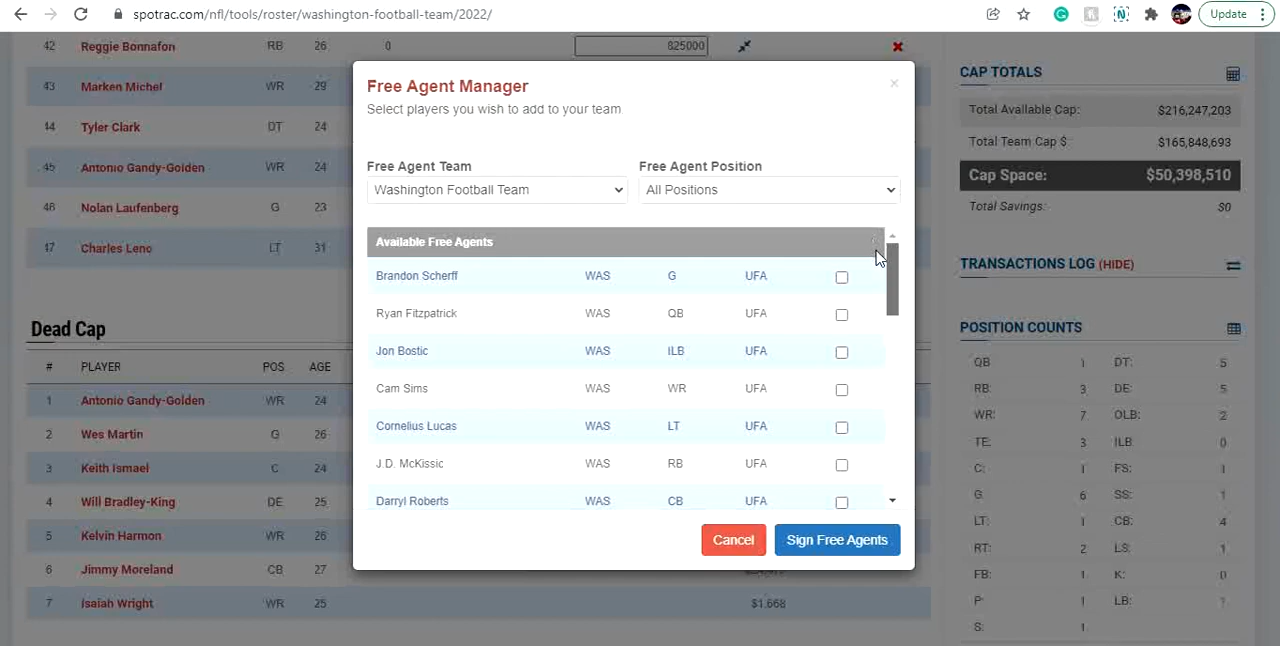 spotrac.com/nfl/tools/roster/washington-football-team/2022/
Update
42 Reggie Bonnafon RB 26 0 825000
43 Marken Michel WR 29
44 Tyler Clark DT 24
45 Antonio Gandy-Golden WR 24
46 Nolan Laufenberg G 23
47 Charles Leno LT 31
Dead Cap
# PLAYER POS AGE
1 Antonio Gandy-Golden WR 24
2 Wes Martin G 26
3 Keith Ismael C 24
4 Will Bradley-King DE 25
5 Kelvin Harmon WR 26
6 Jimmy Moreland CB 27
7 Isaiah Wright WR 25 $1,668
Free Agent Manager
×
Select players you wish to add to your team
Free Agent Team Free Agent Position
Washington Football Team All Positions
Available Free Agents
Brandon Scherff WAS G UFA
Ryan Fitzpatrick WAS QB UFA
Jon Bostic WAS ILB UFA
Cam Sims WAS WR UFA
Cornelius Lucas WAS LT UFA
J.D. McKissic WAS RB UFA
Darryl Roberts WAS CB UFA
Cancel Sign Free Agents
CAP TOTALS
Total Available Cap: $216,247,203
Total Team Cap $: $165,848,693
Cap Space: $50,398,510
Total Savings: $0
TRANSACTIONS LOG (HIDE)
POSITION COUNTS
QB 1 DT: 5
RB: 3 DE: 5
WR: 7 OLB: 2
TE: 3 ILB 0
C: 1 FS: 1
G: 6 SS: 1
LT: 1 CB: 4
RT: 2 LS: 1
FB: 1 K: 0
P: 1 LB:
S: 1